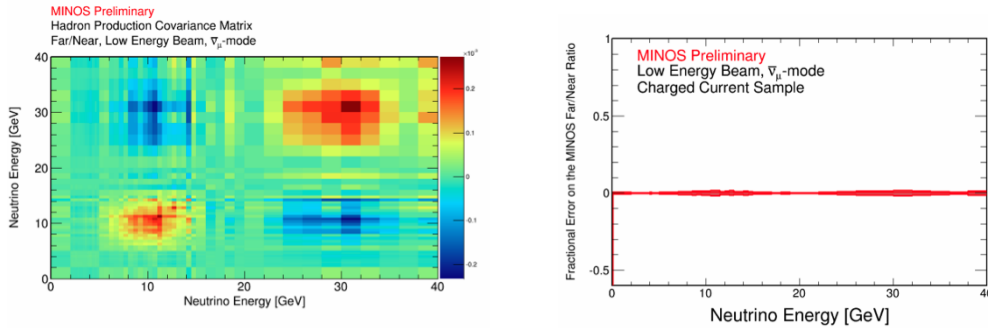 MINOS Preliminary
Hadron Production Covariance Matrix
Far/Near, Low Energy Beam, ν̅μ-mode
Neutrino Energy [GeV]
40
30
20
10
0
0 10 20 30 40
Neutrino Energy [GeV]
0.2
0.1
0
-0.1
-0.2
MINOS Preliminary
Low Energy Beam, ν̅μ-mode
Charged Current Sample
Fractional Error on the MINOS Far/Near Ratio
1
0.5
0
-0.5
0 10 20 30 40
Neutrino Energy [GeV]